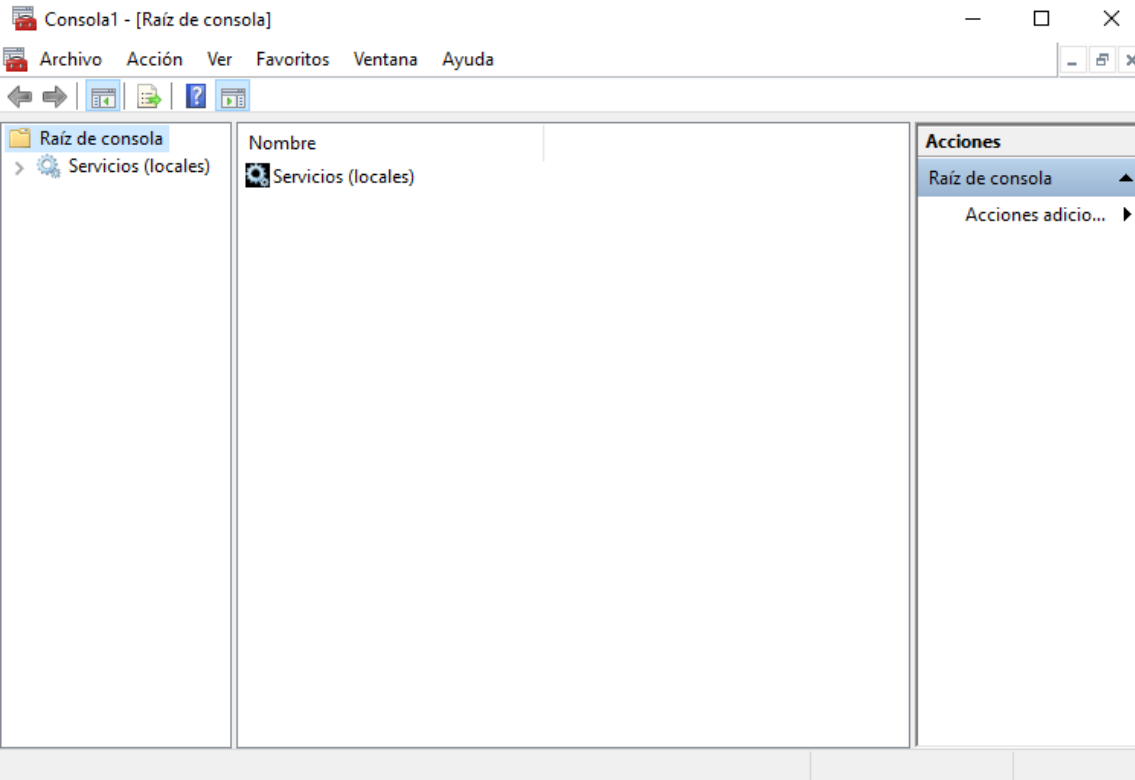 Consola1 - [Raíz de consola]
Archivo Acción Ver Favoritos Ventana Ayuda
Raíz de consola
Servicios (locales)
Nombre
Servicios (locales)
Acciones
Raíz de consola
Acciones adicio...